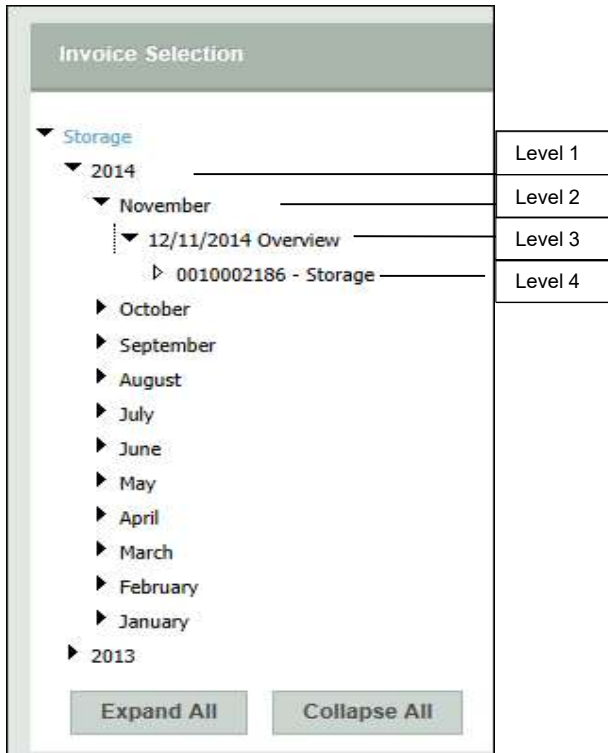 Invoice Selection
Storage
2014 Level 1
November Level 2
12/11/2014 Overview Level 3
0010002186 - Storage Level 4
October
September
August
July
June
May
April
March
February
January
2013
Expand All Collapse All